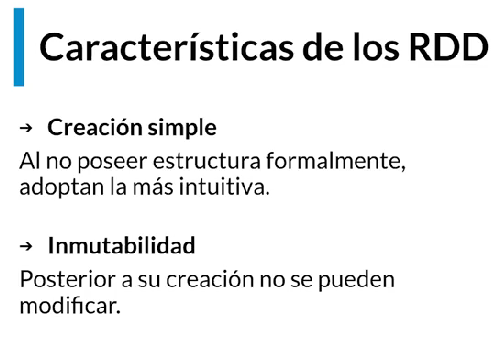 Características de los RDD
→ Creación simple
Al no poseer estructura formalmente,
adoptan la más intuitiva.
→ Inmutabilidad
Posterior a su creación no se pueden
modificar.